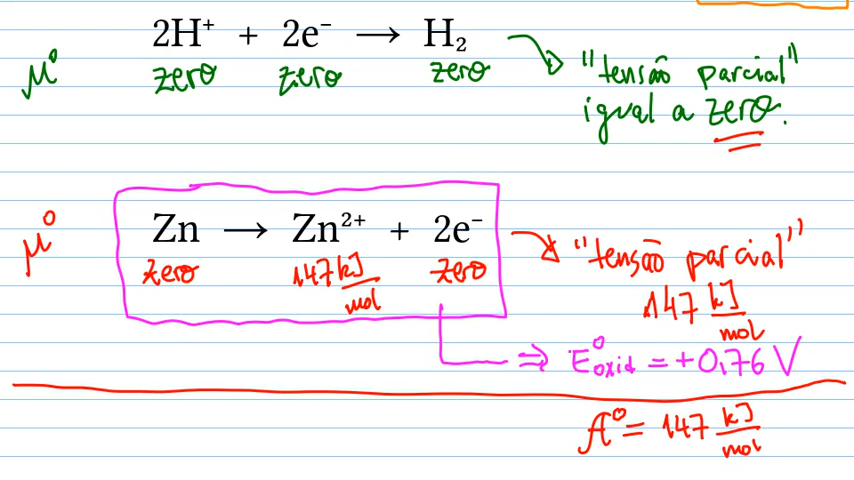 2H⁺ + 2e⁻ → H₂
μ° zero zero zero
"tensão parcial"
igual a zero.
Zn → Zn²⁺ + 2e⁻
μ° zero 147 kJ/mol zero
"tensão parcial"
147 kJ/mol
⇒ E°oxid = +0,76 V
A° = 147 kJ/mol